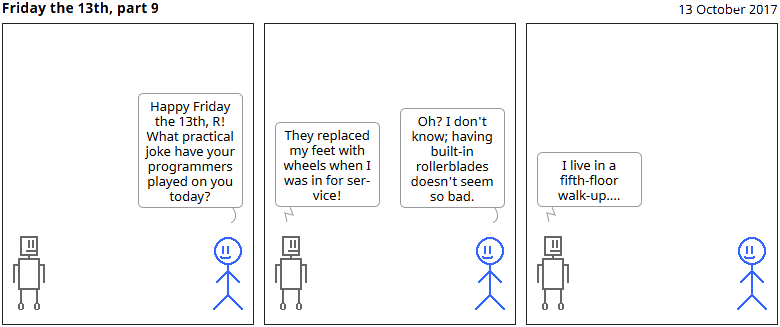 Friday the 13th, part 9
13 October 2017
Happy Friday
the 13th, R!
What practical
joke have your
programmers
played on you
today?
They replaced
my feet with
wheels when I
was in for ser-
vice!
Oh? I don't
know; having
built-in
rollerblades
doesn't seem
so bad.
I live in a
fifth-floor
walk-up....